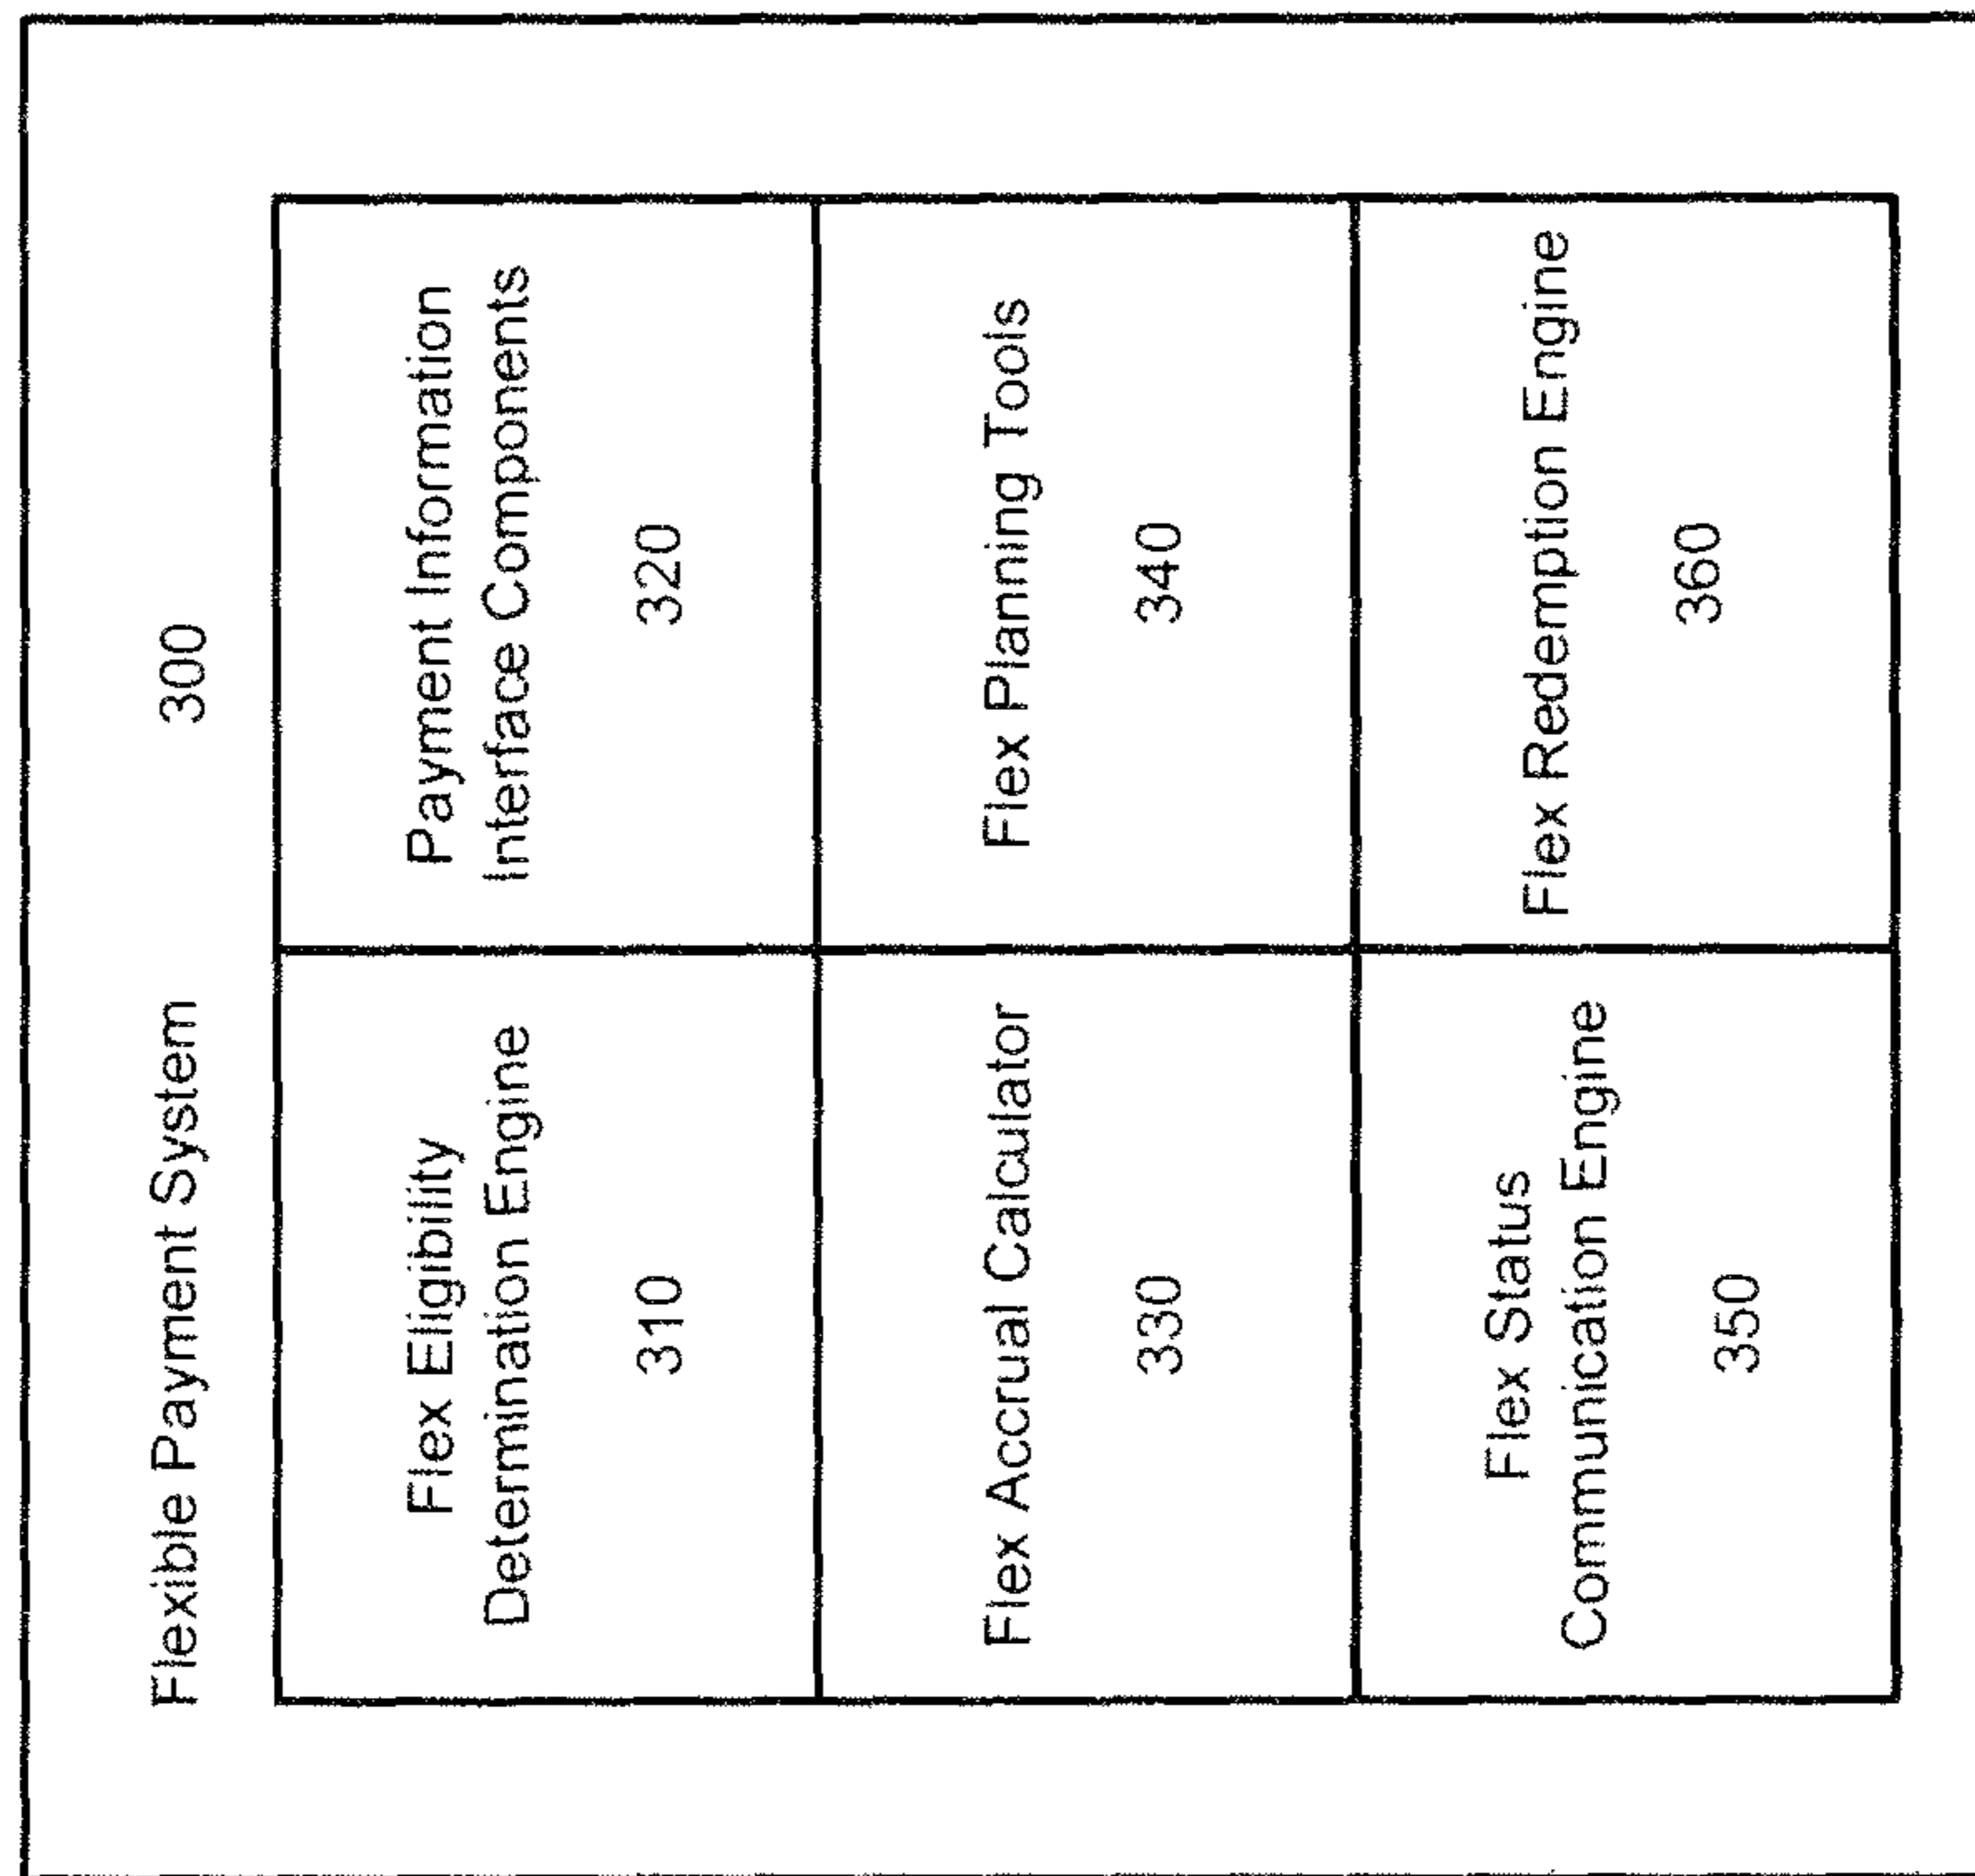 Flexible Payment System 300
Flex Eligibility
Determination Engine
310
Payment Information
Interface Components
320
Flex Accrual Calculator
330
Flex Planning Tools
340
Flex Status
Communication Engine
350
Flex Redemption Engine
360